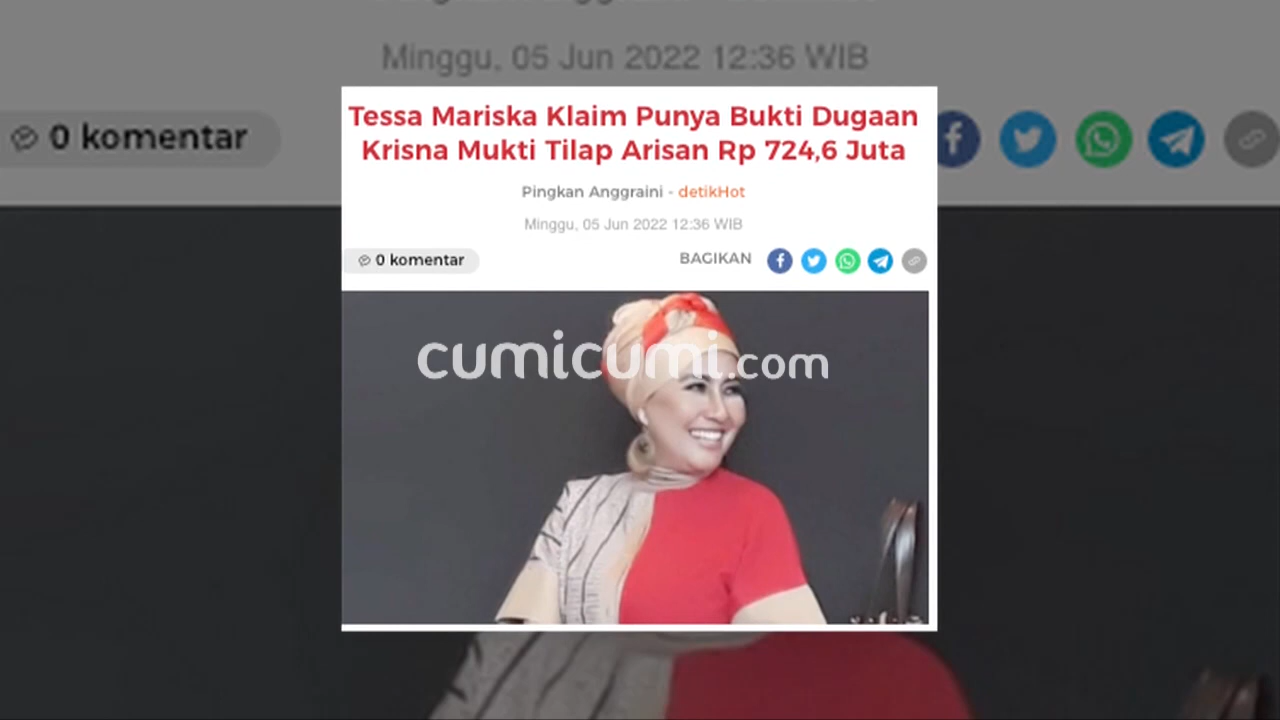 Minggu, 05 Jun 2022 12:36 WIB
0 komentar
Tessa Mariska Klaim Punya Bukti Dugaan
Krisna Mukti Tilap Arisan Rp 724,6 Juta
Pingkan Anggraini - detikHot
Minggu, 05 Jun 2022 12:36 WIB
0 komentar
BAGIKAN
cumicumi.com